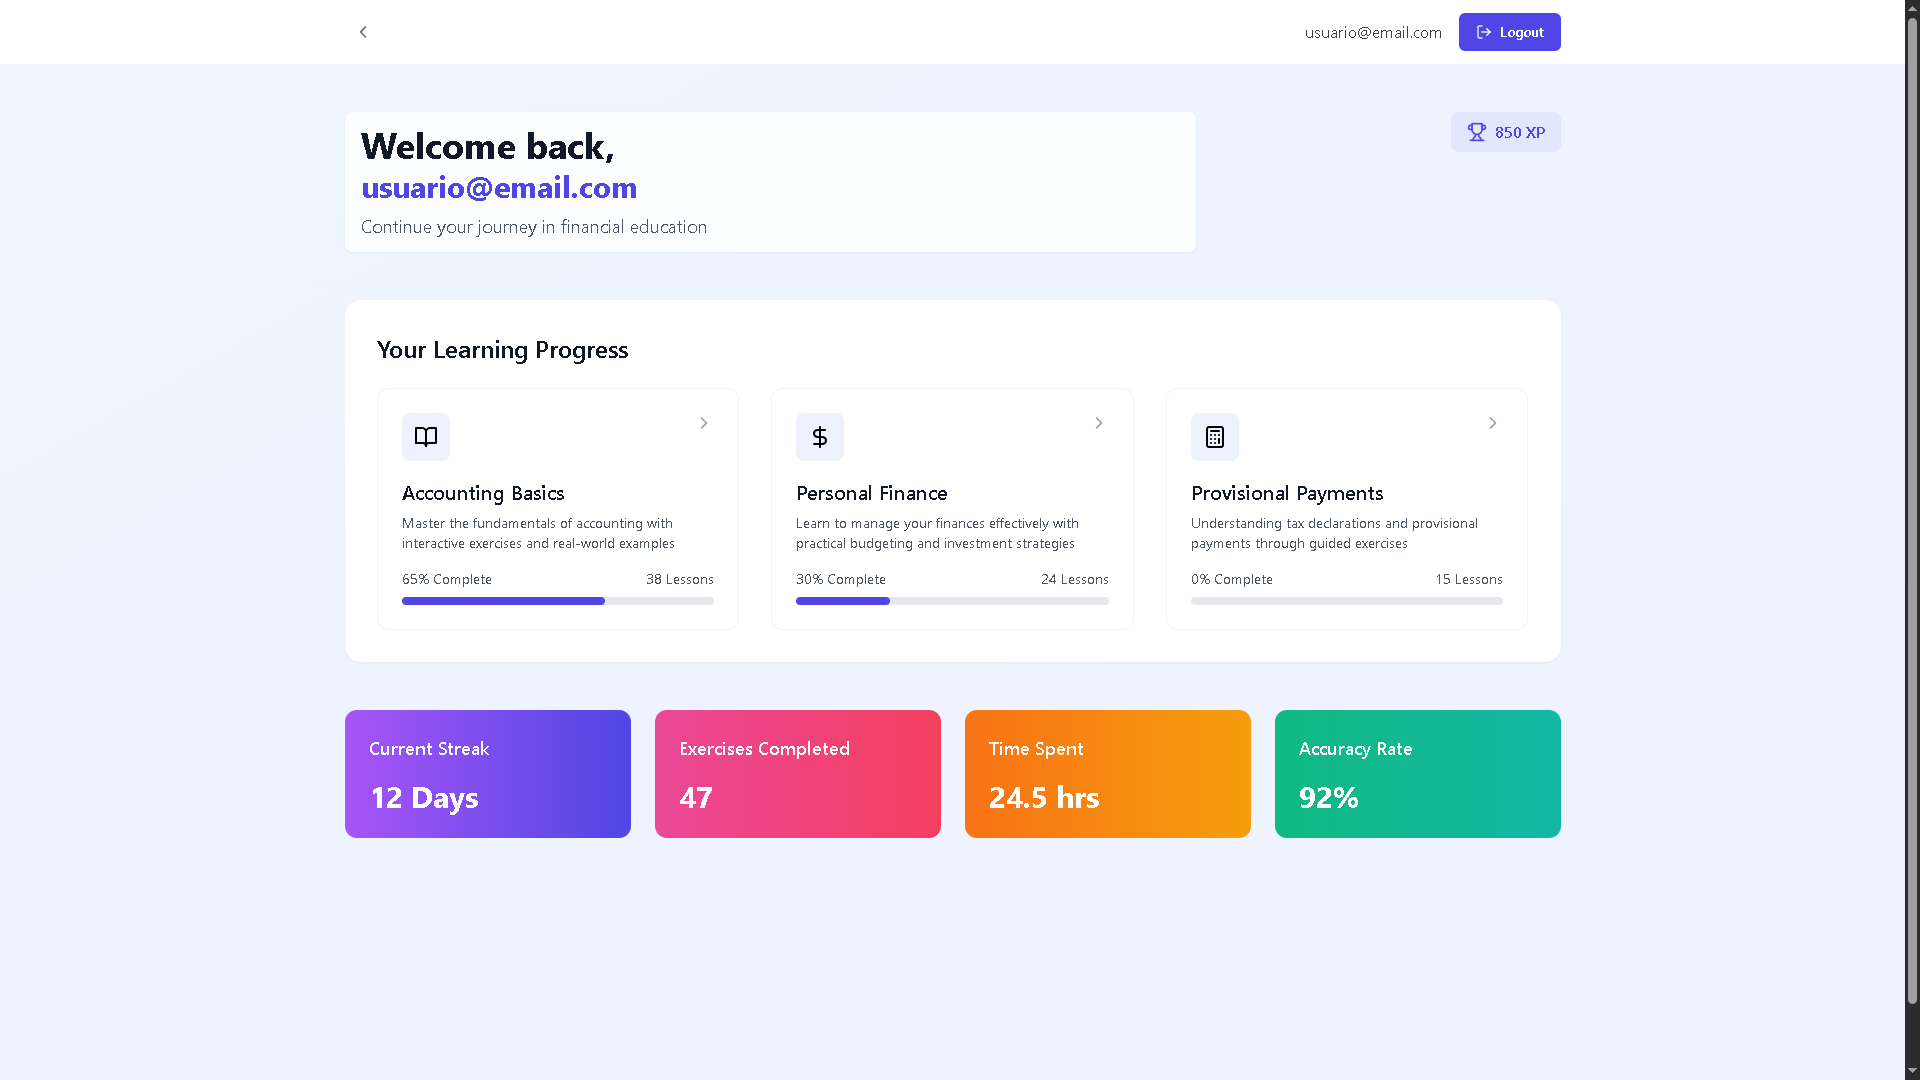 usuario@email.com
Logout
Welcome back,
usuario@email.com
Continue your journey in financial education
850 XP
Your Learning Progress
Accounting Basics
Master the fundamentals of accounting with
interactive exercises and real-world examples
65% Complete
38 Lessons
Personal Finance
Learn to manage your finances effectively with
practical budgeting and investment strategies
30% Complete
24 Lessons
Provisional Payments
Understanding tax declarations and provisional
payments through guided exercises
0% Complete
15 Lessons
Current Streak
12 Days
Exercises Completed
47
Time Spent
24.5 hrs
Accuracy Rate
92%